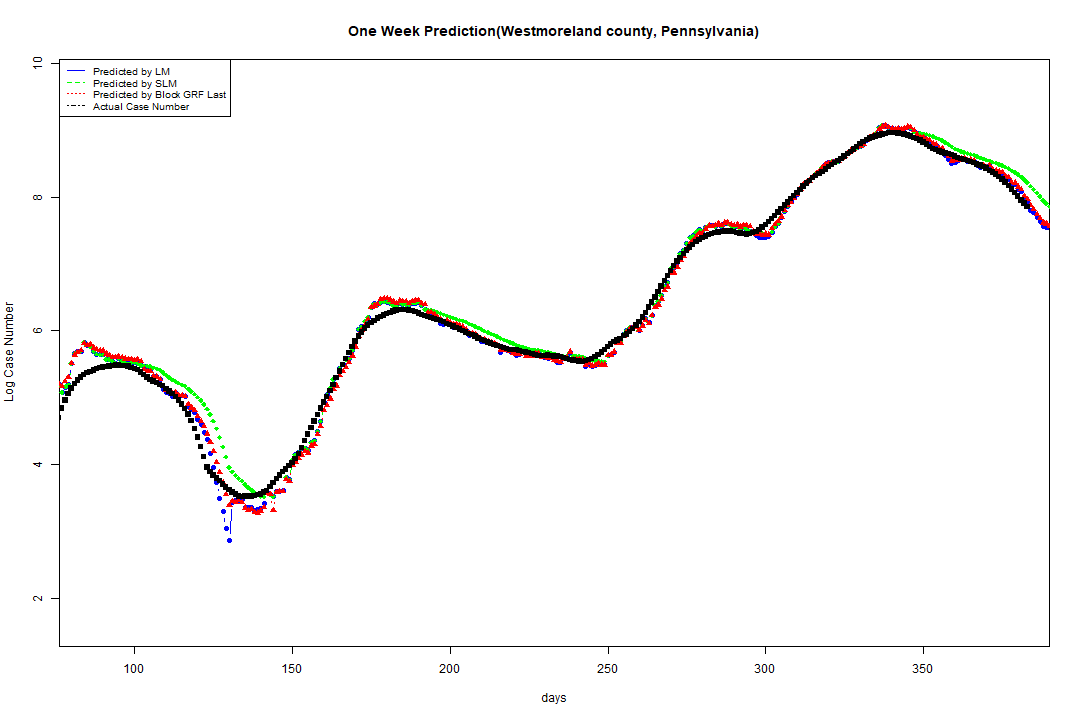 One Week Prediction(Westmoreland county, Pennsylvania)
Predicted by LM
Predicted by SLM
Predicted by Block GRF Last
Actual Case Number
10
8
6
4
2
Log Case Number
100 150 200 250 300 350
days